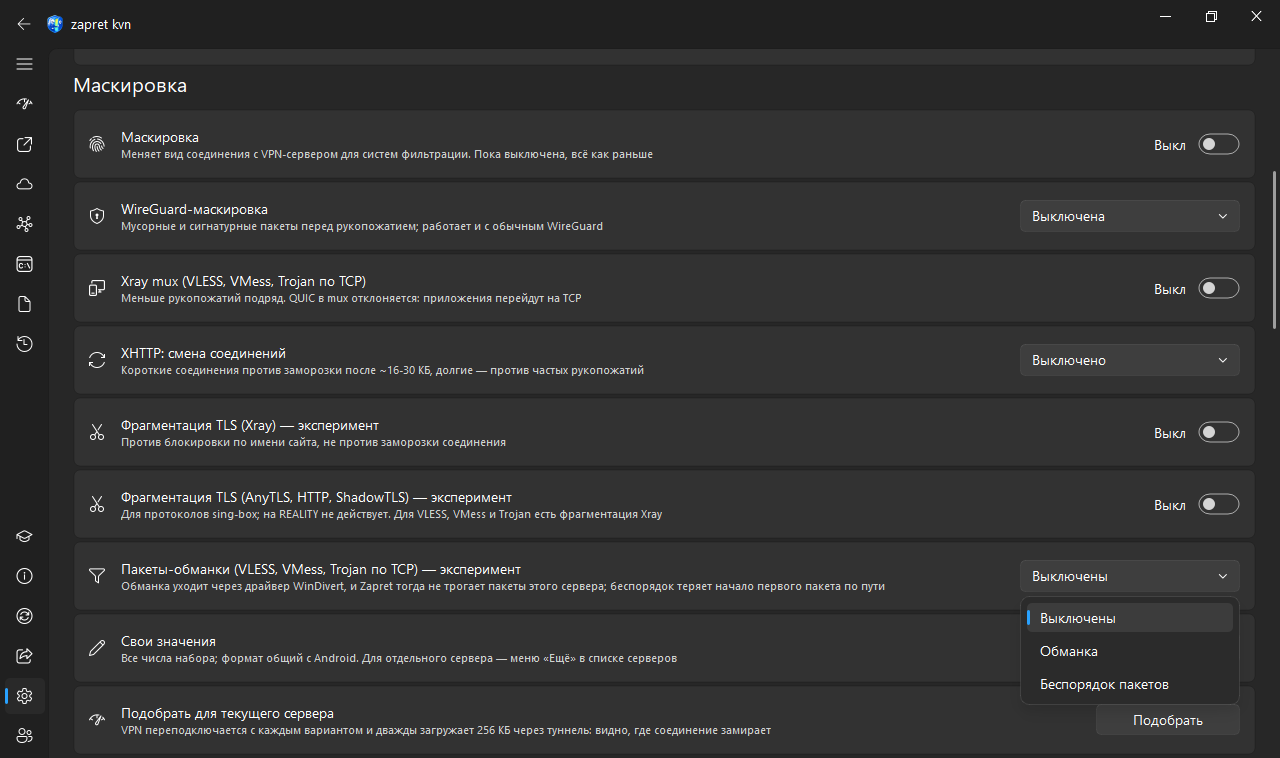 zapret kvn
Маскировка
Маскировка
Меняет вид соединения с VPN-сервером для систем фильтрации. Пока выключена, всё как раньше
Выкл
WireGuard-маскировка
Мусорные и сигнатурные пакеты перед рукопожатием; работает и с обычным WireGuard
Выключена
Xray mux (VLESS, VMess, Trojan по TCP)
Меньше рукопожатий подряд. QUIC в mux отклоняется: приложения перейдут на TCP
Выкл
XHTTP: смена соединений
Короткие соединения против заморозки после ~16-30 КБ, долгие — против частых рукопожатий
Выключено
Фрагментация TLS (Xray) — эксперимент
Против блокировки по имени сайта, не против заморозки соединения
Выкл
Фрагментация TLS (AnyTLS, HTTP, ShadowTLS) — эксперимент
Для протоколов sing-box; на REALITY не действует. Для VLESS, VMess и Trojan есть фрагментация Xray
Выкл
Пакеты-обманки (VLESS, VMess, Trojan по TCP) — эксперимент
Обманка уходит через драйвер WinDivert, и Zapret тогда не трогает пакеты этого сервера; беспорядок теряет начало первого пакета по пути
Выключены
Выключены
Обманка
Беспорядок пакетов
Свои значения
Все числа набора; формат общий с Android. Для отдельного сервера — меню «Ещё» в списке серверов
Подобрать для текущего сервера
VPN переподключается с каждым вариантом и дважды загружает 256 КБ через туннель: видно, где соединение замирает
Подобрать